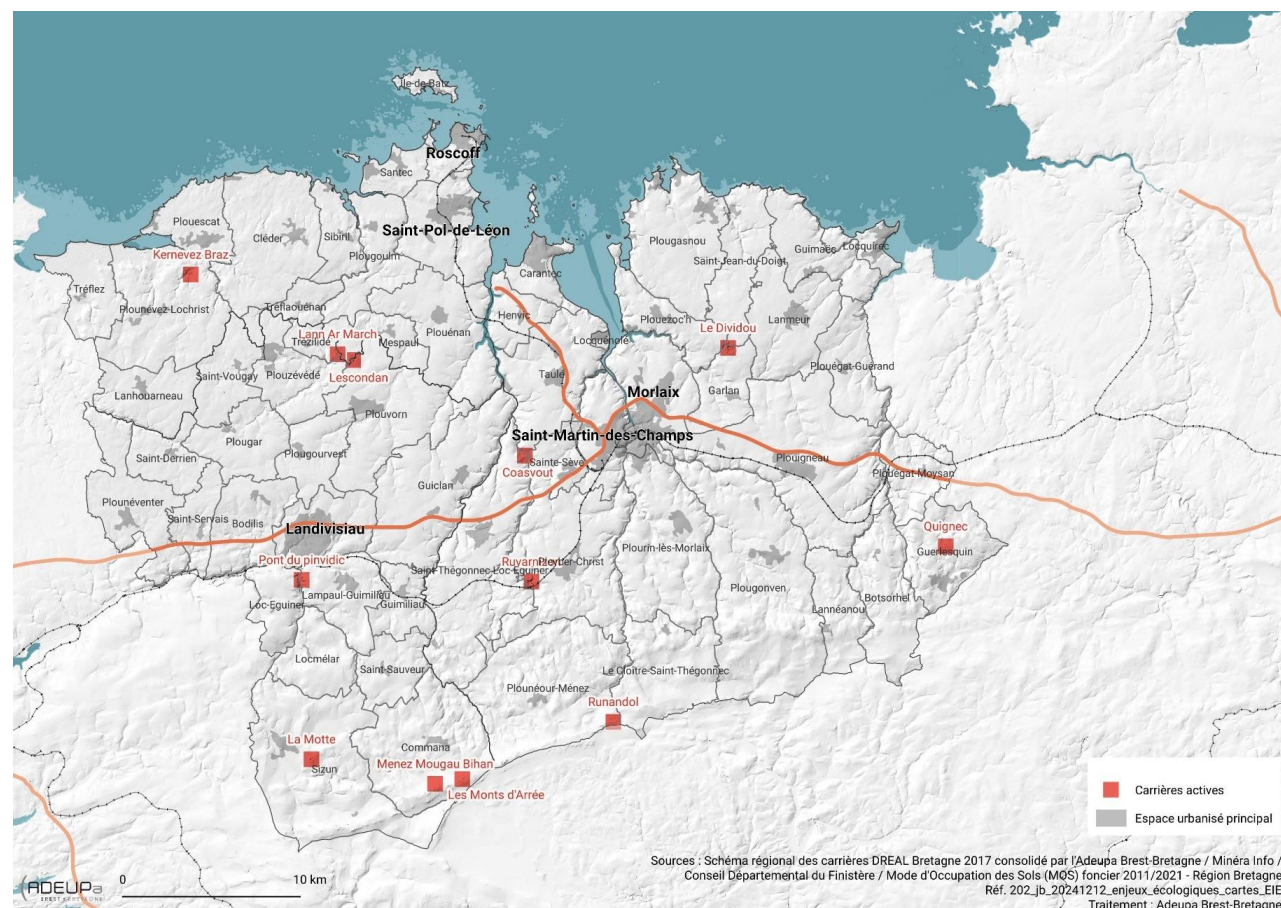 Île-de-Batz
Roscoff
Santec
Plouescat
Cléder
Sibiril
Saint-Pol-de-Léon
Plougoulm
Kernevez Braz
Tréflez
Plounévez-Lochrist
Tréflaouénan
Carantec
Plougasnou
Saint-Jean-du-Doigt
Guimaëc
Locquirec
Henvic
Plouénan
Plouezoc'h
Lanmeur
Le Dividou
Lann Ar March
Trézilidé
Mespaul
Locquénolé
Lescondan
Saint-Vougay
Plouzévédé
Taulé
Plouégat-Guérand
Lanhouarneau
Garlan
Morlaix
Plouvorn
Plougar
Saint-Martin-des-Champs
Saint-Derrien
Plougourvest
Sainte-Sève
Coasvout
Plouigneau
Plouégat-Moysan
Guiclan
Plounéventer
Saint-Servais
Bodilis
Landivisiau
Quignec
Guerlesquin
Plourin-lès-Morlaix
Pont du pinvidic
Saint-Thégonnec Loc-Eguiner
Pleyber-Christ
Lampaul-Guimiliau
Guimiliau
Loc-Eguiner
Plougonven
Botsorhel
Lannéanou
Locmélar
Saint-Sauveur
Le Cloître-Saint-Thégonnec
Plounéour-Ménez
Runandol
La Motte
Sizun
Commana
Menez Mougau Bihan
Les Monts d'Arrée
Carrières actives
Espace urbanisé principal
0 10 km
ADEUPa
BREST • BRETAGNE
Sources : Schéma régional des carrières DREAL Bretagne 2017 consolidé par l'Adeupa Brest-Bretagne / Minéra Info /
Conseil Départemental du Finistère / Mode d'Occupation des Sols (MOS) foncier 2011/2021 - Région Bretagne
Réf. 202_jb_20241212_enjeux_écologiques_cartes_EIE
Traitement : Adeupa Brest-Bretagne